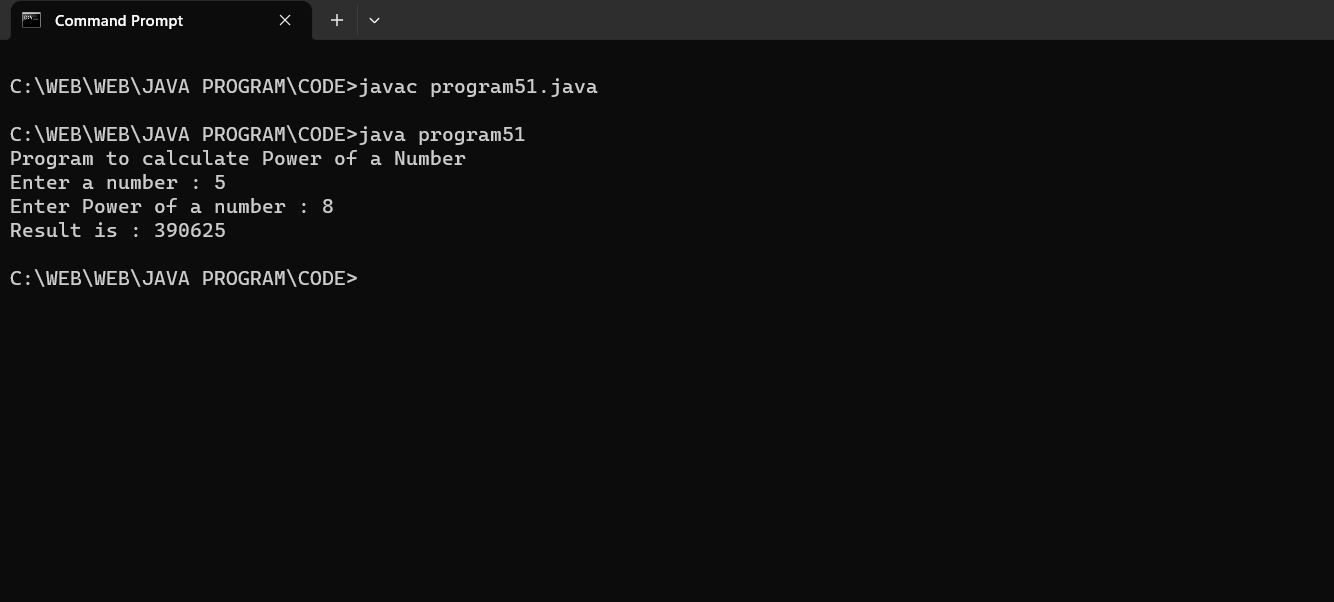 Command Prompt
C:\WEB\WEB\JAVA PROGRAM\CODE>javac program51.java
C:\WEB\WEB\JAVA PROGRAM\CODE>java program51
Program to calculate Power of a Number
Enter a number : 5
Enter Power of a number : 8
Result is : 390625
C:\WEB\WEB\JAVA PROGRAM\CODE>